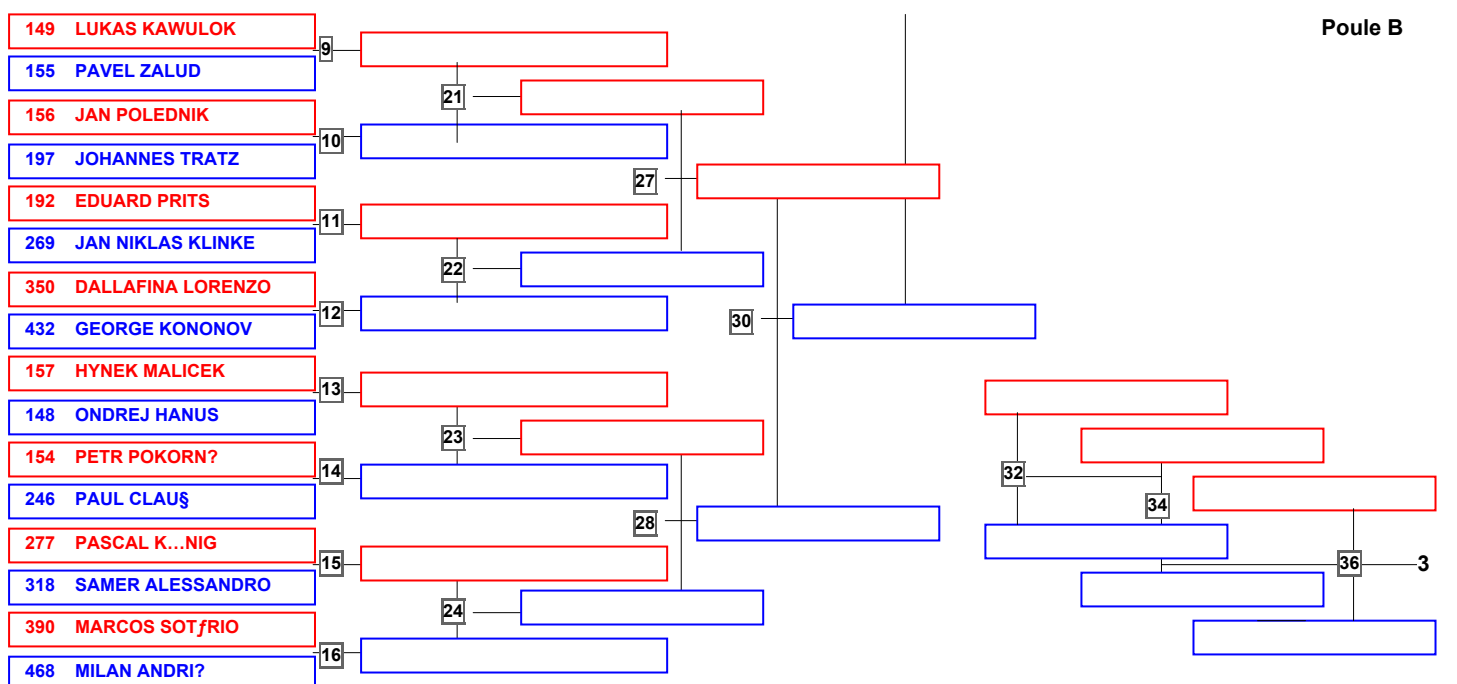 Poule B
149 LUKAS KAWULOK
9
155 PAVEL ZALUD
21
156 JAN POLEDNIK
10
197 JOHANNES TRATZ
27
192 EDUARD PRITS
11
269 JAN NIKLAS KLINKE
22
350 DALLAFINA LORENZO
12
432 GEORGE KONONOV
30
157 HYNEK MALICEK
13
148 ONDREJ HANUS
23
154 PETR POKORN?
14
246 PAUL CLAU§
28
277 PASCAL K…NIG
15
318 SAMER ALESSANDRO
24
390 MARCOS SOTƒRIO
16
468 MILAN ANDRI?
32
34
36
3